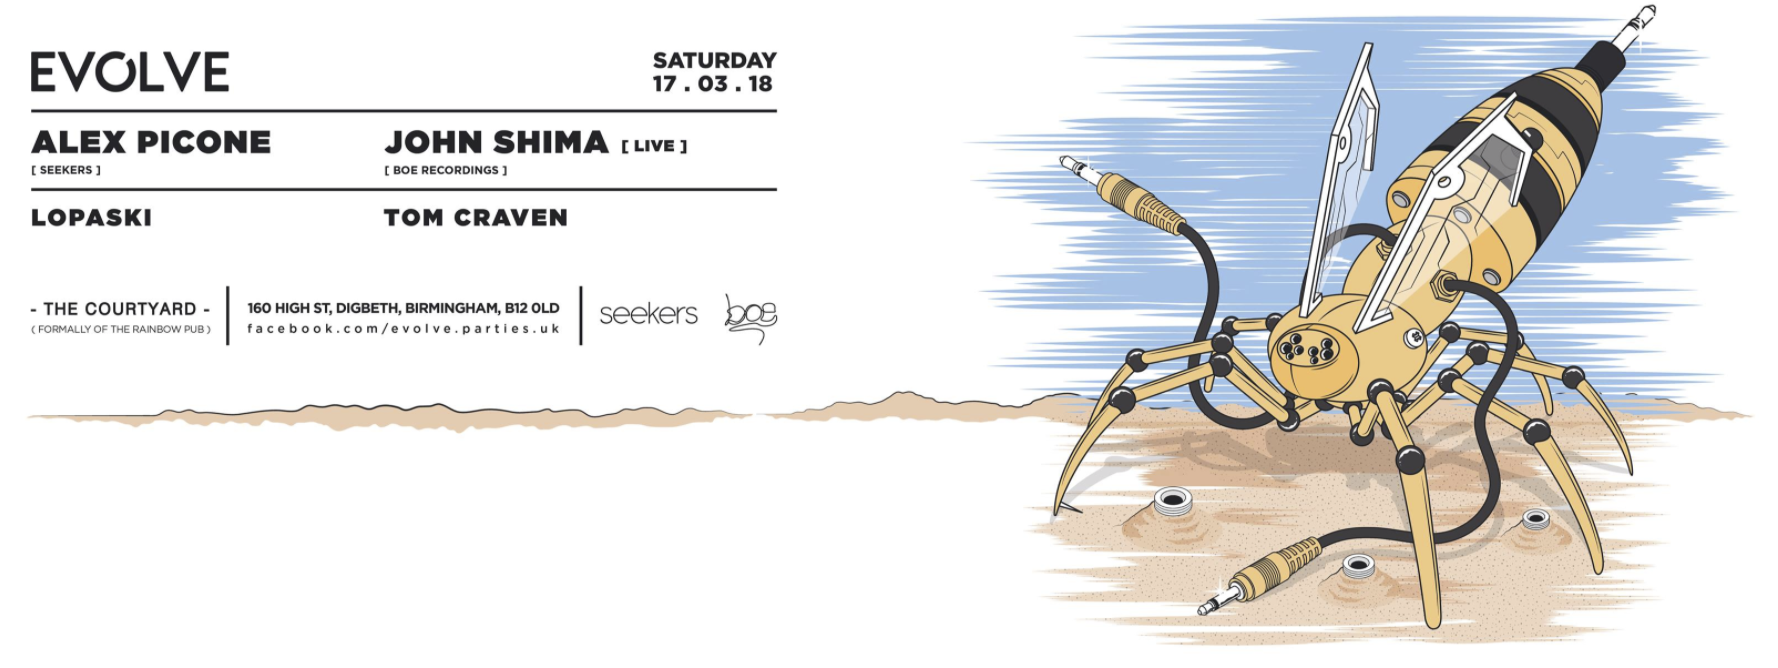 EVOLVE
SATURDAY
17 . 03 . 18
ALEX PICONE
[ SEEKERS ]
JOHN SHIMA [ LIVE ]
[ BOE RECORDINGS ]
LOPASKI
TOM CRAVEN
- THE COURTYARD -
( FORMALLY OF THE RAINBOW PUB )
160 HIGH ST, DIGBETH, BIRMINGHAM, B12 0LD
facebook.com/evolve.parties.uk
seekers
boe